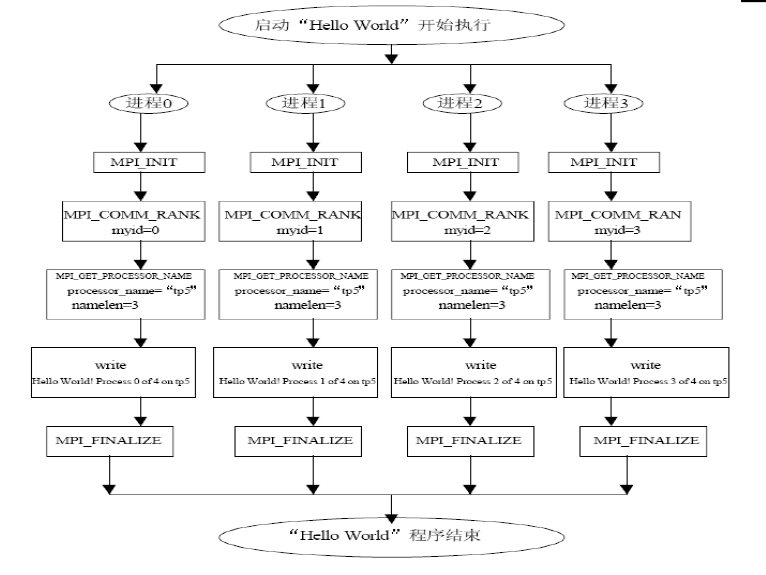 启动“Hello World”开始执行
进程0
进程1
进程2
进程3
MPI_INIT
MPI_INIT
MPI_INIT
MPI_INIT
MPI_COMM_RANK
myid=0
MPI_COMM_RANK
myid=1
MPI_COMM_RANK
myid=2
MPI_COMM_RAN
myid=3
MPI_GET_PROCESSOR_NAME
processor_name=“tp5”
namelen=3
MPI_GET_PROCESSOR_NAME
processor_name=“tp5”
namelen=3
MPI_GET_PROCESSOR_NAME
processor_name=“tp5”
namelen=3
MPI_GET_PROCESSOR_NAME
processor_name=“tp5”
namelen=3
write
Hello World! Process 0 of 4 on tp5
write
Hello World! Process 1 of 4 on tp5
write
Hello World! Process 2 of 4 on tp5
write
Hello World! Process 3 of 4 on tp5
MPI_FINALIZE
MPI_FINALIZE
MPI_FINALIZE
MPI_FINALIZE
“Hello World”程序结束